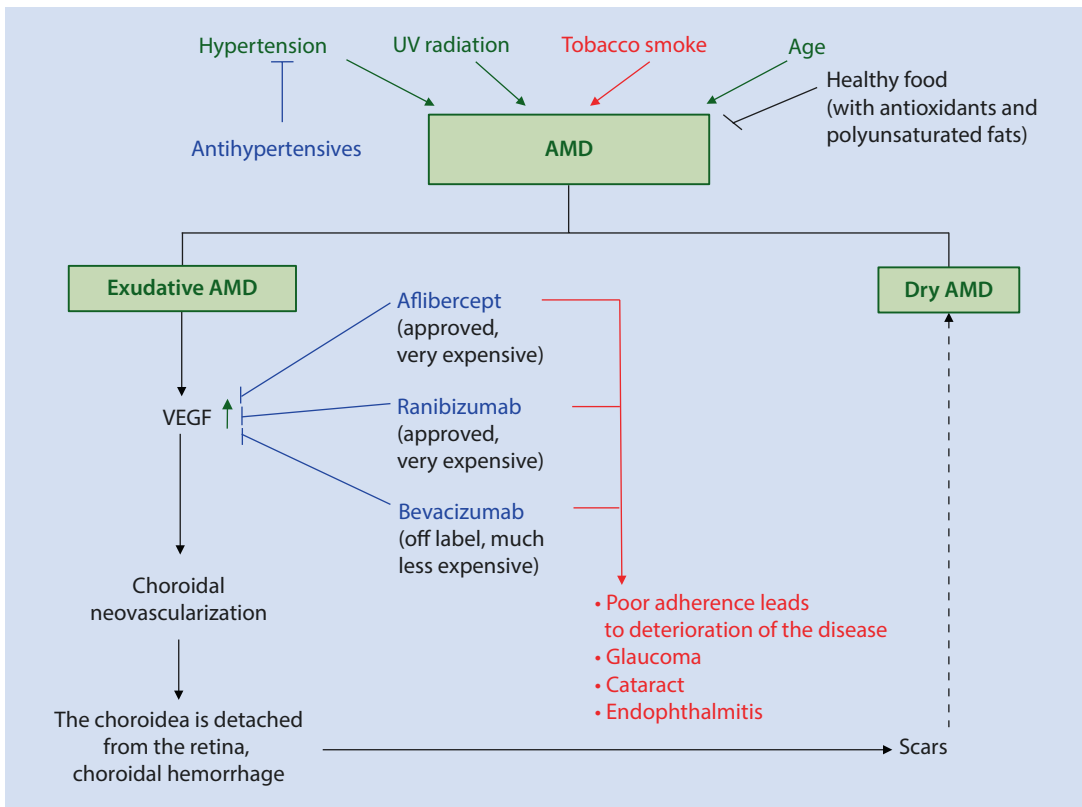 Hypertension
UV radiation
Tobacco smoke
Age
Healthy food
(with antioxidants and
polyunsaturated fats)
Antihypertensives
AMD
Exudative AMD
Dry AMD
Aflibercept
(approved,
very expensive)
VEGF
Ranibizumab
(approved,
very expensive)
Bevacizumab
(off label, much
less expensive)
Choroidal
neovascularization
• Poor adherence leads
to deterioration of the disease
• Glaucoma
• Cataract
• Endophthalmitis
The choroidea is detached
from the retina,
choroidal hemorrhage
Scars